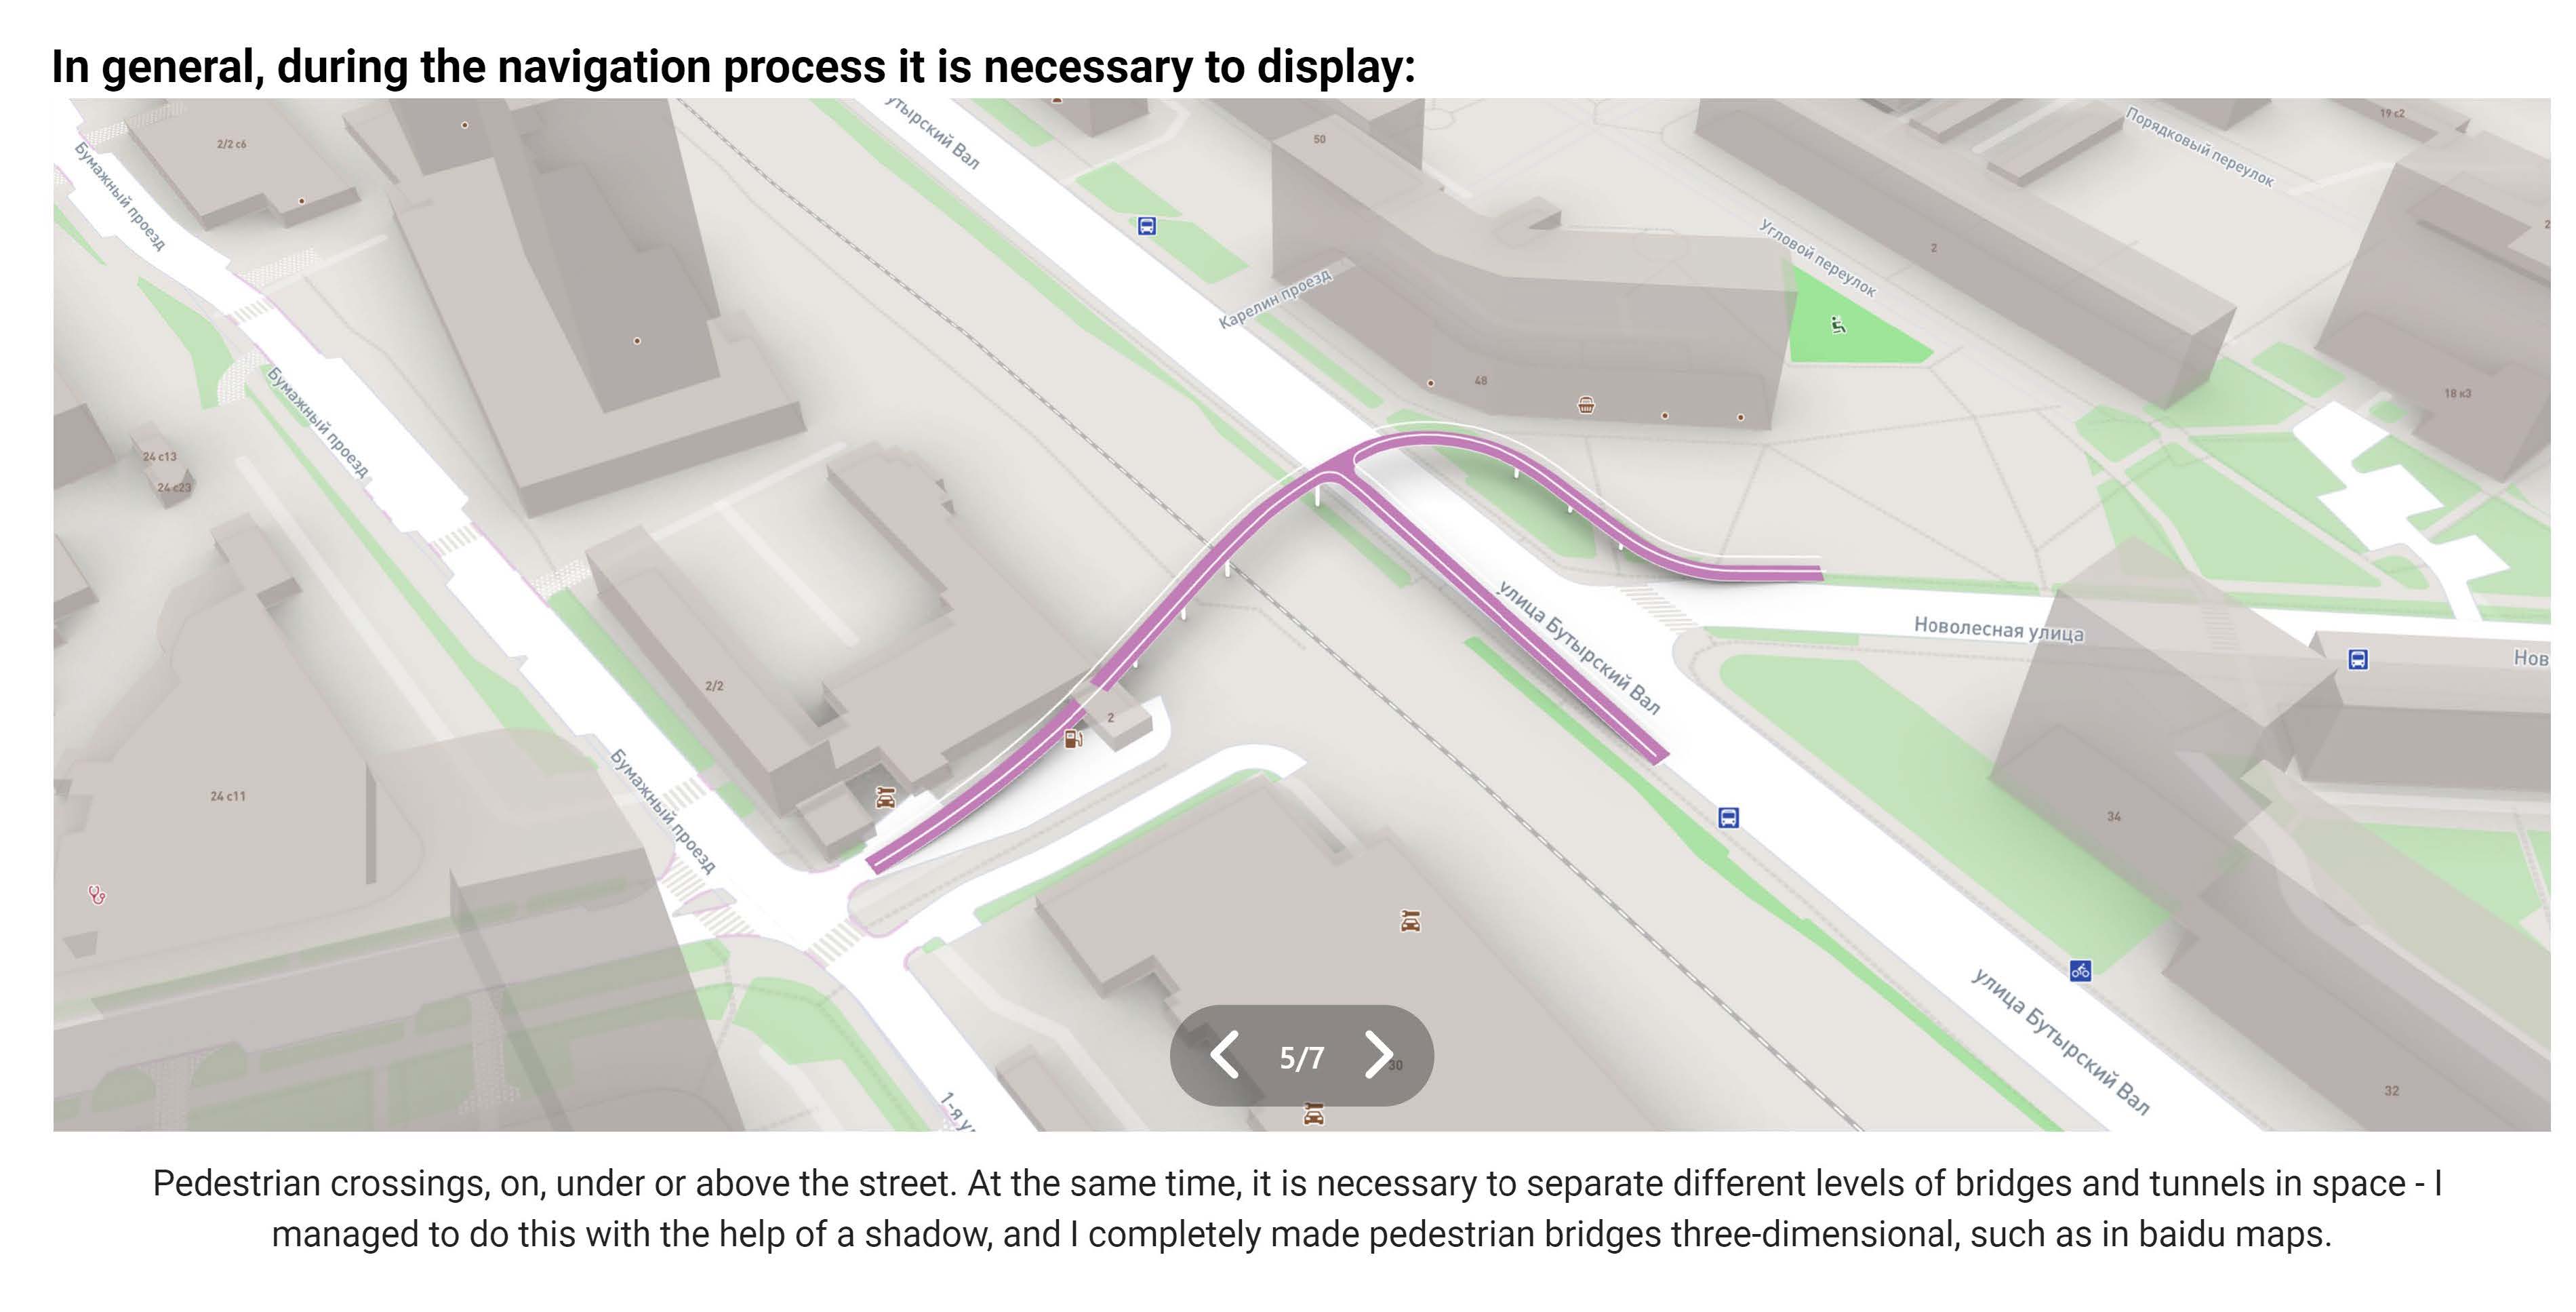 In general, during the navigation process it is necessary to display:
утырский Вал
50
Порядковый переулок
19 с2
2/2 с6
Бумажный проезд
Угловой переулок
2
Карелин проезд
48
18 к3
Бумажный проезд
24 с13
24 с23
улица Бутырский Вал
Новолесная улица
Нов
2/2
2
Бумажный проезд
24 с11
34
улица Бутырский Вал
5/7
30
32
1-я у
Pedestrian crossings, on, under or above the street. At the same time, it is necessary to separate different levels of bridges and tunnels in space - I
managed to do this with the help of a shadow, and I completely made pedestrian bridges three-dimensional, such as in baidu maps.